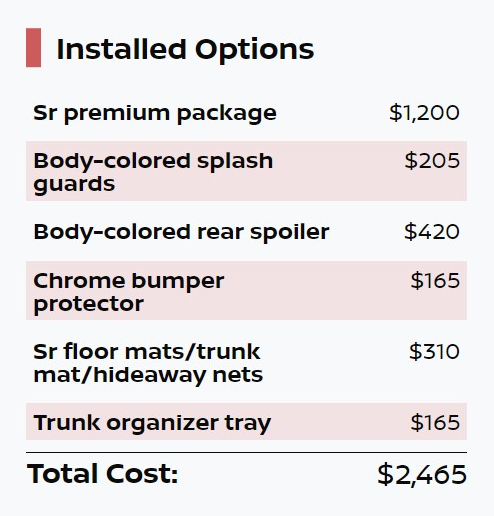 Installed Options
Sr premium package $1,200
Body-colored splash $205
guards
Body-colored rear spoiler $420
Chrome bumper $165
protector
Sr floor mats/trunk $310
mat/hideaway nets
Trunk organizer tray $165
Total Cost: $2,465